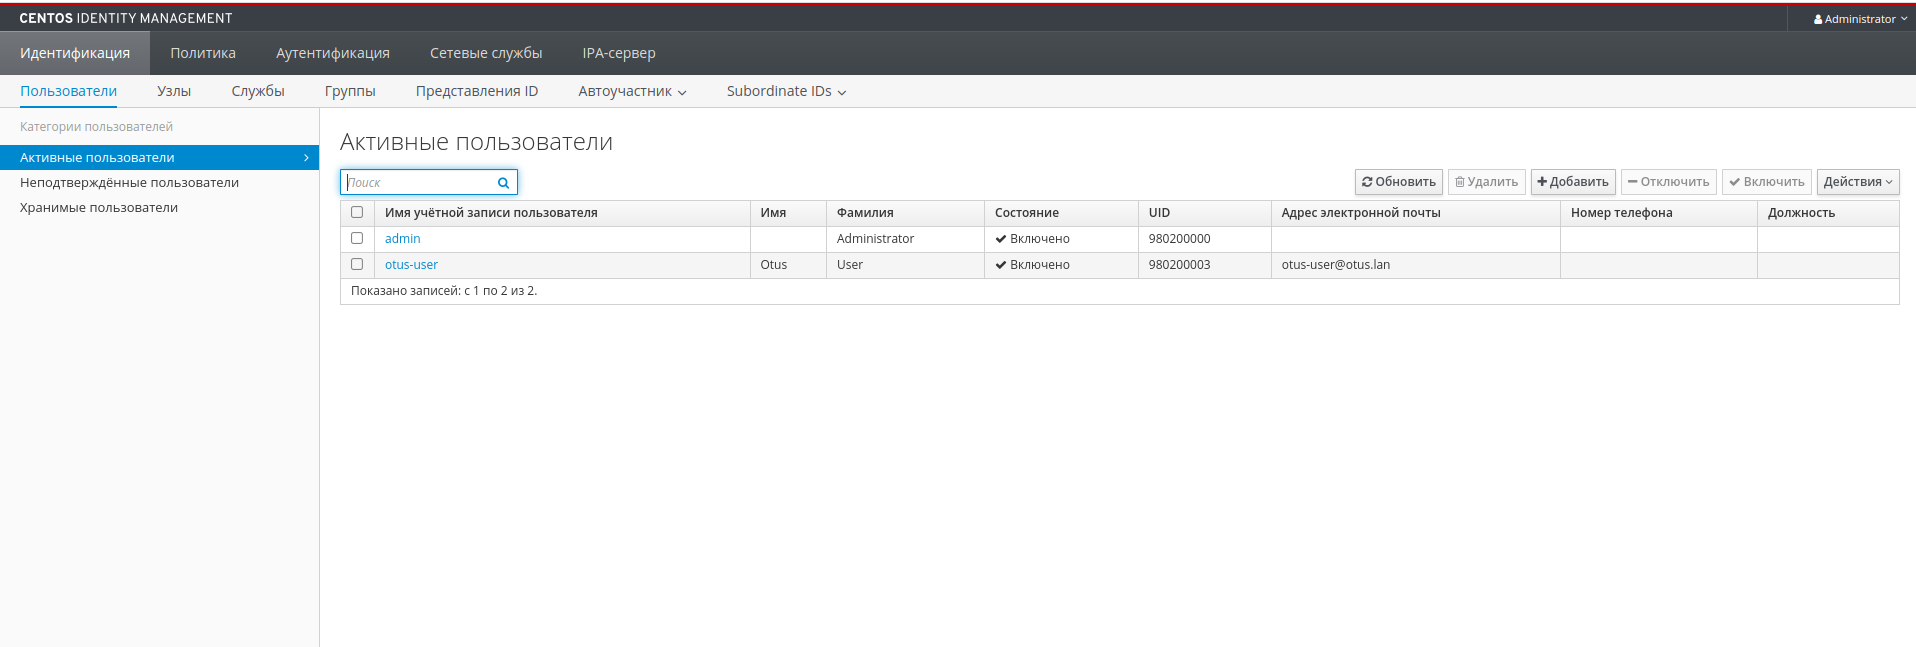 CENTOS IDENTITY MANAGEMENT
Administrator
Идентификация Политика Аутентификация Сетевые службы IPA-сервер
Пользователи Узлы Службы Группы Представления ID Автоучастник Subordinate IDs
Категории пользователей
Активные пользователи
Неподтверждённые пользователи
Хранимые пользователи
Активные пользователи
Поиск
Обновить Удалить Добавить Отключить Включить Действия
Имя учётной записи пользователя Имя Фамилия Состояние UID Адрес электронной почты Номер телефона Должность
admin Administrator Включено 980200000
otus-user Otus User Включено 980200003 otus-user@otus.lan
Показано записей: с 1 по 2 из 2.